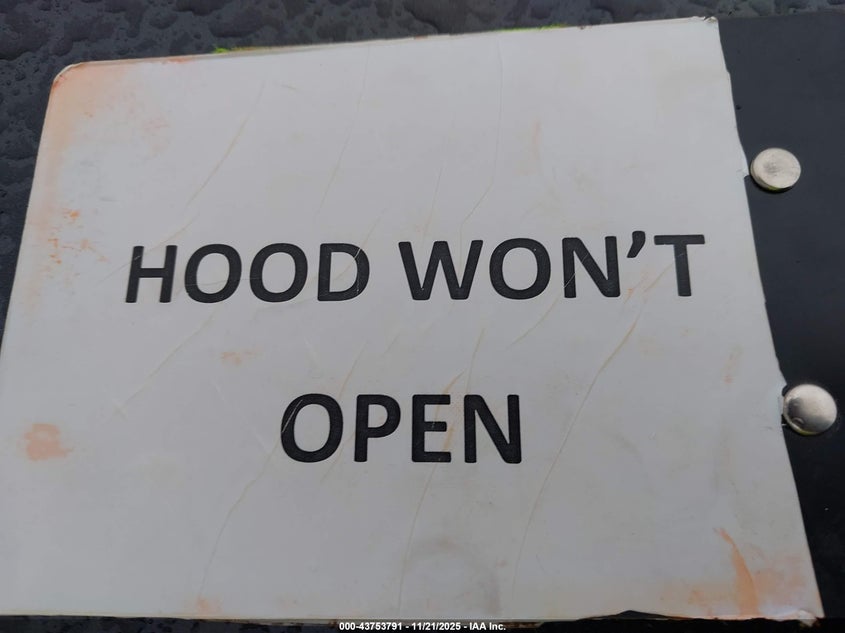 HOOD WON’T
OPEN
000-43753791 - 11/21/2025 - IAA Inc.